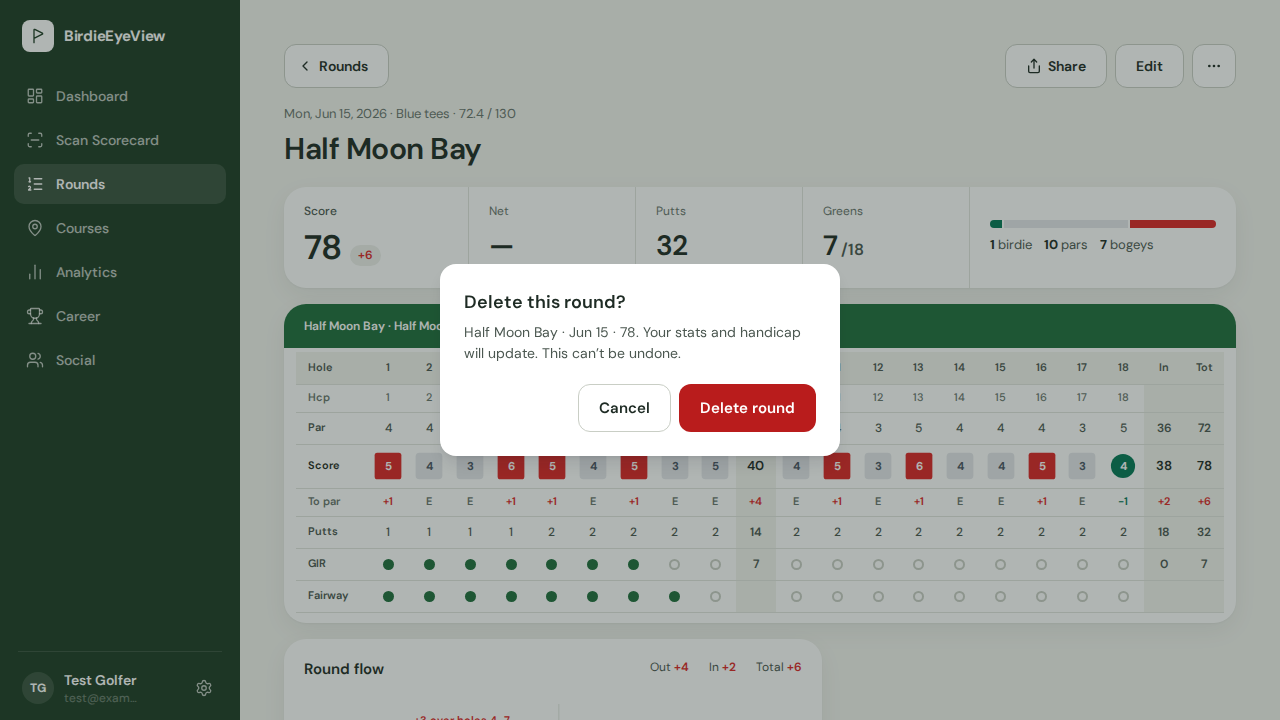 BirdieEyeView
Dashboard
Scan Scorecard
Rounds
Courses
Analytics
Career
Social
TG
Test Golfer
test@exam…
Rounds
Share
Edit
Mon, Jun 15, 2026 · Blue tees · 72.4 / 130
Half Moon Bay
Score
78 +6
Net
—
Putts
32
Greens
7 /18
1 birdie 10 pars 7 bogeys
Delete this round?
Half Moon Bay · Jun 15 · 78. Your stats and handicap
will update. This can’t be undone.
Cancel
Delete round
Half Moon Bay · Half
Hole 1 2 12 13 14 15 16 17 18 In Tot
Hcp 1 2 12 13 14 15 16 17 18
Par 4 4 3 5 4 4 4 3 5 36 72
Score 5 4 3 6 5 4 5 3 5 40 4 5 3 6 4 4 5 3 4 38 78
To par +1 E E +1 +1 E +1 E E +4 E +1 E +1 E E +1 E −1 +2 +6
Putts 1 1 1 1 2 2 2 2 2 14 2 2 2 2 2 2 2 2 2 18 32
GIR 7 0 7
Fairway
Round flow
Out +4 In +2 Total +6